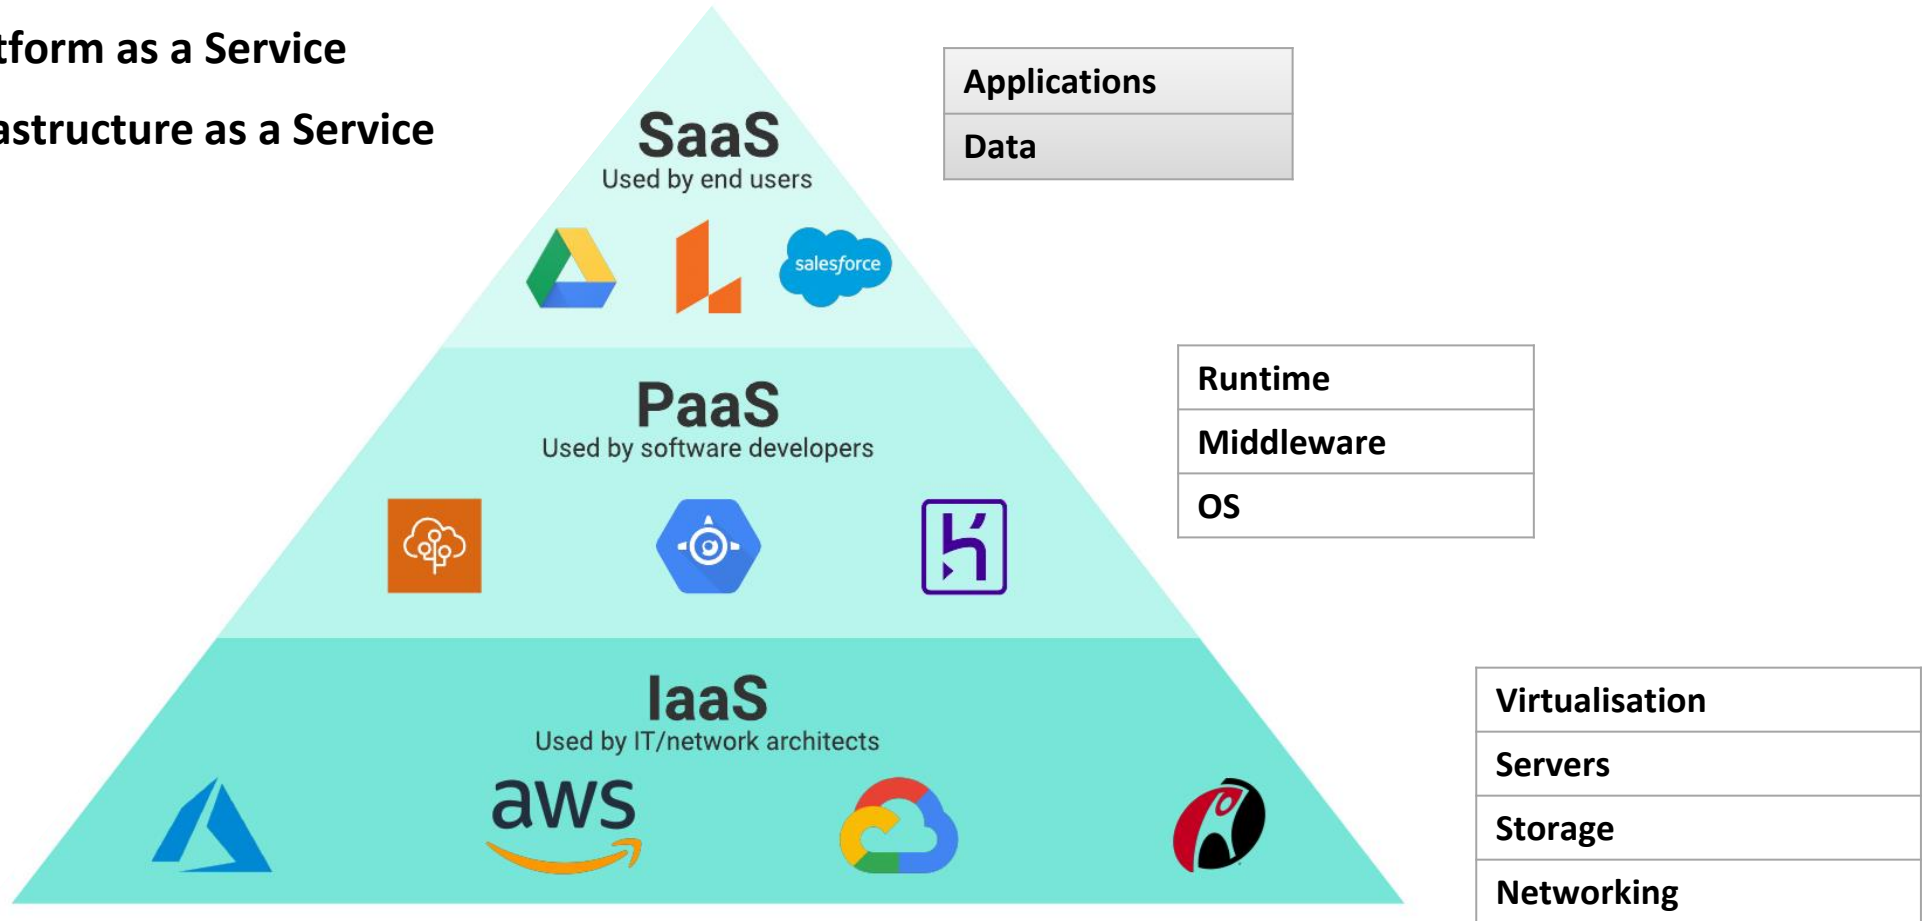 tform as a Service
astructure as a Service
SaaS
Used by end users
salesforce
Applications
Data
PaaS
Used by software developers
Runtime
Middleware
OS
IaaS
Used by IT/network architects
aws
Virtualisation
Servers
Storage
Networking